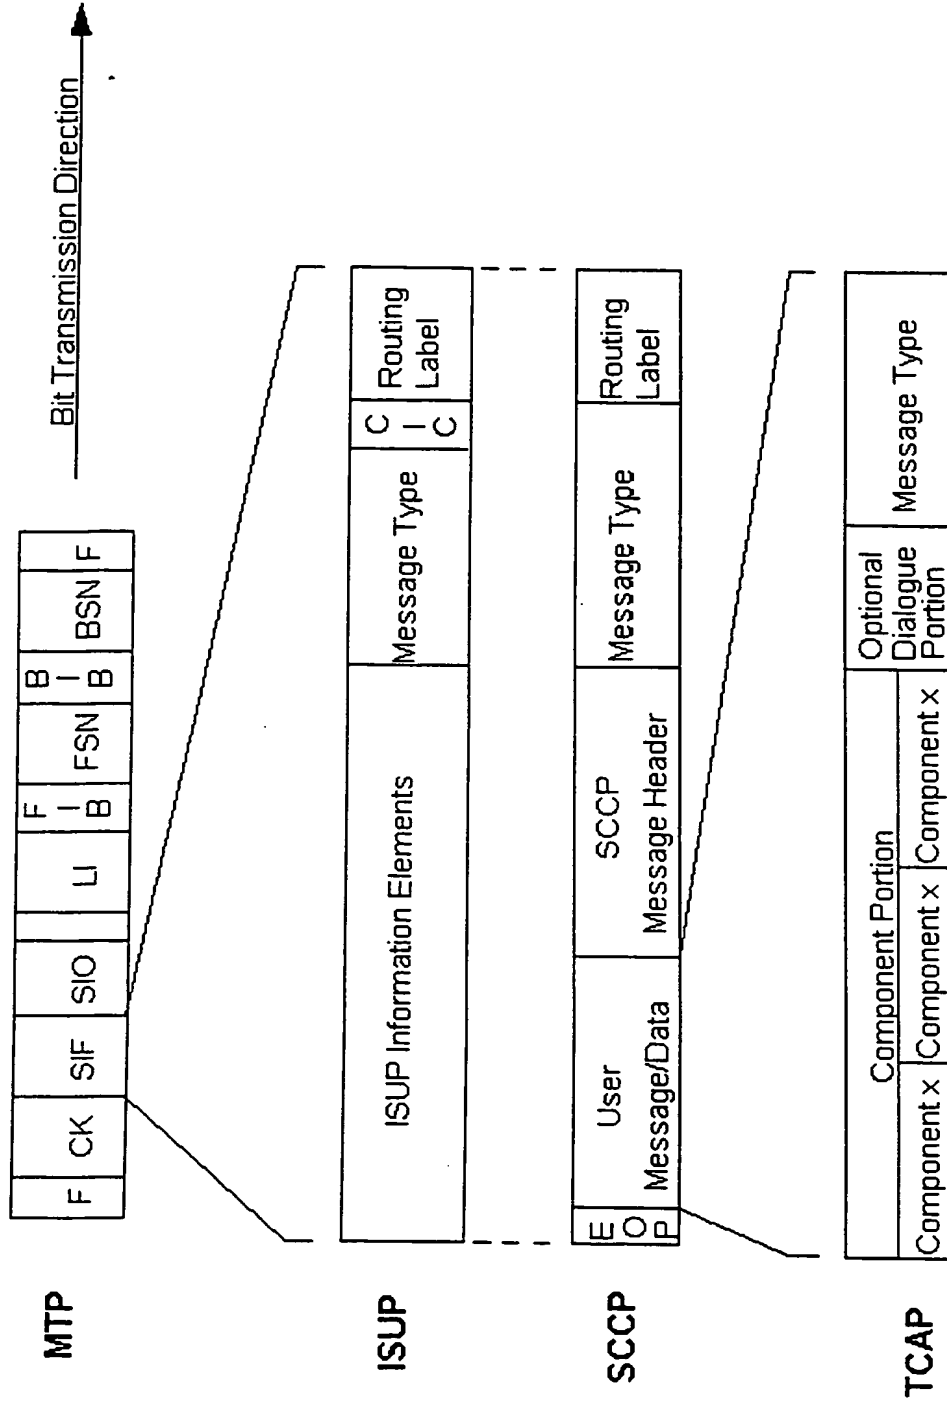 Bit Transmission Direction
MTP
F
CK
SIF
SIO
LI
F
I
B
FSN
B
I
B
BSN
F
ISUP
ISUP Information Elements
Message Type
C
I
C
Routing
Label
SCCP
E
O
P
User
Message/Data
SCCP
Message Header
Message Type
Routing
Label
TCAP
Component Portion
Component x
Component x
Component x
Optional
Dialogue
Portion
Message Type